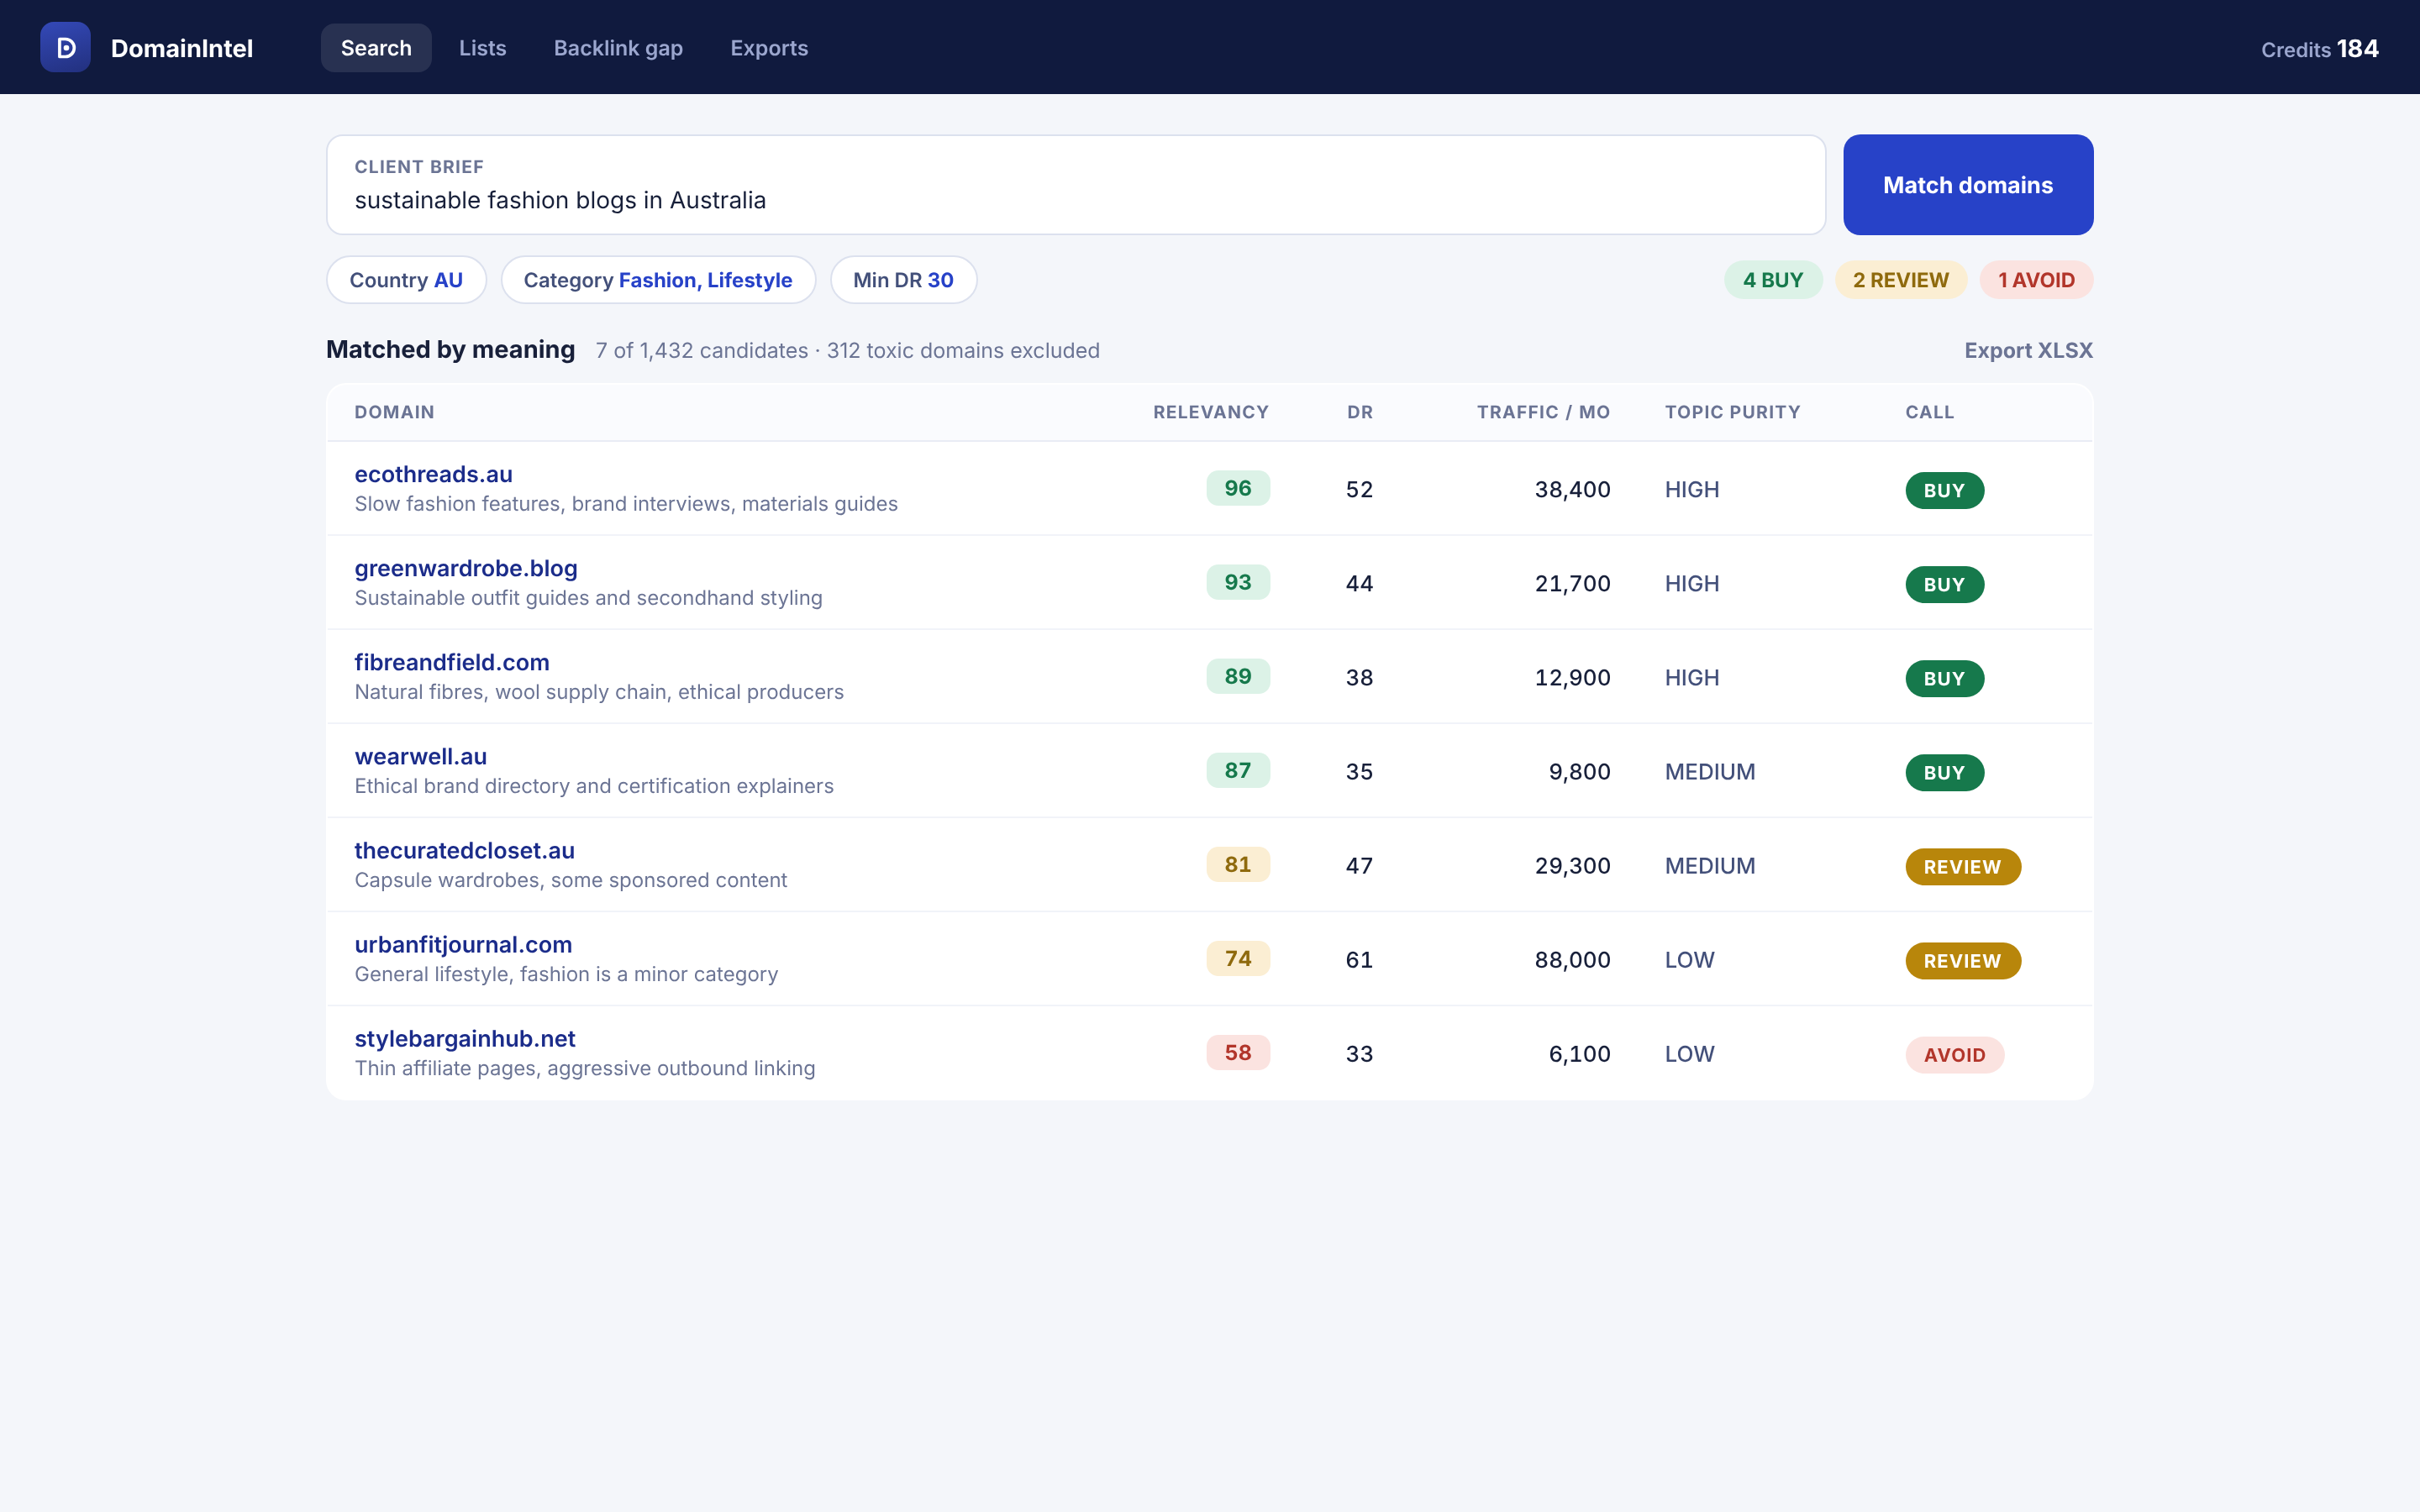 D DomainIntel Search Lists Backlink gap Exports Credits 184
CLIENT BRIEF
sustainable fashion blogs in Australia
Match domains
Country AU Category Fashion, Lifestyle Min DR 30 4 BUY 2 REVIEW 1 AVOID
Matched by meaning 7 of 1,432 candidates · 312 toxic domains excluded Export XLSX
DOMAIN RELEVANCY DR TRAFFIC / MO TOPIC PURITY CALL
ecothreads.au 96 52 38,400 HIGH BUY
Slow fashion features, brand interviews, materials guides
greenwardrobe.blog 93 44 21,700 HIGH BUY
Sustainable outfit guides and secondhand styling
fibreandfield.com 89 38 12,900 HIGH BUY
Natural fibres, wool supply chain, ethical producers
wearwell.au 87 35 9,800 MEDIUM BUY
Ethical brand directory and certification explainers
thecuratedcloset.au 81 47 29,300 MEDIUM REVIEW
Capsule wardrobes, some sponsored content
urbanfitjournal.com 74 61 88,000 LOW REVIEW
General lifestyle, fashion is a minor category
stylebargainhub.net 58 33 6,100 LOW AVOID
Thin affiliate pages, aggressive outbound linking